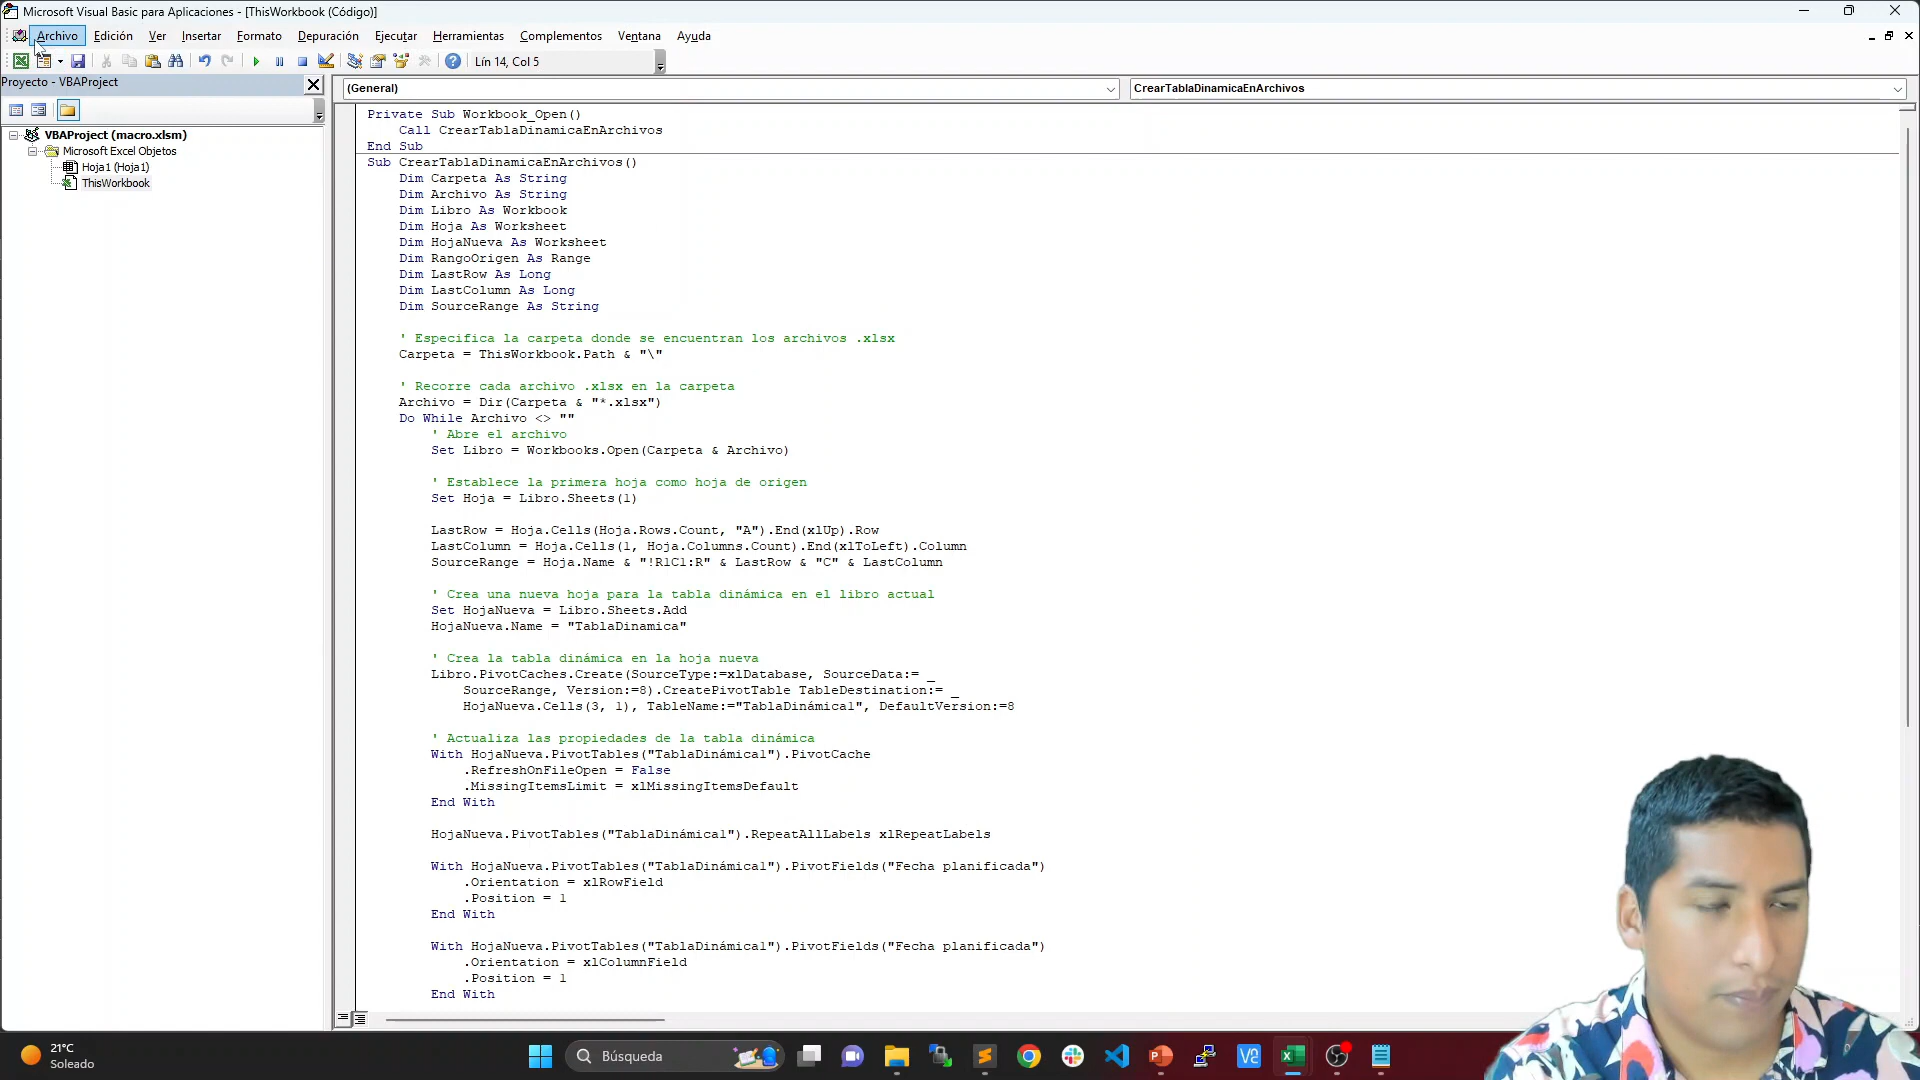 Microsoft Visual Basic para Aplicaciones - [ThisWorkbook (Código)]
Archivo Edición Ver Insertar Formato Depuración Ejecutar Herramientas Complementos Ventana Ayuda
Lín 14, Col 5
Proyecto - VBAProject
(General)
CrearTablaDinamicaEnArchivos
VBAProject (macro.xlsm)
Microsoft Excel Objetos
Hoja1 (Hoja1)
ThisWorkbook
Private Sub Workbook_Open()
Call CrearTablaDinamicaEnArchivos
End Sub
Sub CrearTablaDinamicaEnArchivos()
Dim Carpeta As String
Dim Archivo As String
Dim Libro As Workbook
Dim Hoja As Worksheet
Dim HojaNueva As Worksheet
Dim RangoOrigen As Range
Dim LastRow As Long
Dim LastColumn As Long
Dim SourceRange As String
' Especifica la carpeta donde se encuentran los archivos .xlsx
Carpeta = ThisWorkbook.Path & "\"
' Recorre cada archivo .xlsx en la carpeta
Archivo = Dir(Carpeta & "*.xlsx")
Do While Archivo <> ""
' Abre el archivo
Set Libro = Workbooks.Open(Carpeta & Archivo)
' Establece la primera hoja como hoja de origen
Set Hoja = Libro.Sheets(1)
LastRow = Hoja.Cells(Hoja.Rows.Count, "A").End(xlUp).Row
LastColumn = Hoja.Cells(1, Hoja.Columns.Count).End(xlToLeft).Column
SourceRange = Hoja.Name & "!R1C1:R" & LastRow & "C" & LastColumn
' Crea una nueva hoja para la tabla dinámica en el libro actual
Set HojaNueva = Libro.Sheets.Add
HojaNueva.Name = "TablaDinamica"
' Crea la tabla dinámica en la hoja nueva
Libro.PivotCaches.Create(SourceType:=xlDatabase, SourceData:= _
SourceRange, Version:=8).CreatePivotTable TableDestination:= _
HojaNueva.Cells(3, 1), TableName:="TablaDinámica1", DefaultVersion:=8
' Actualiza las propiedades de la tabla dinámica
With HojaNueva.PivotTables("TablaDinámica1").PivotCache
.RefreshOnFileOpen = False
.MissingItemsLimit = xlMissingItemsDefault
End With
HojaNueva.PivotTables("TablaDinámica1").RepeatAllLabels xlRepeatLabels
With HojaNueva.PivotTables("TablaDinámica1").PivotFields("Fecha planificada")
.Orientation = xlRowField
.Position = 1
End With
With HojaNueva.PivotTables("TablaDinámica1").PivotFields("Fecha planificada")
.Orientation = xlColumnField
.Position = 1
End With
21°C
Soleado
Búsqueda